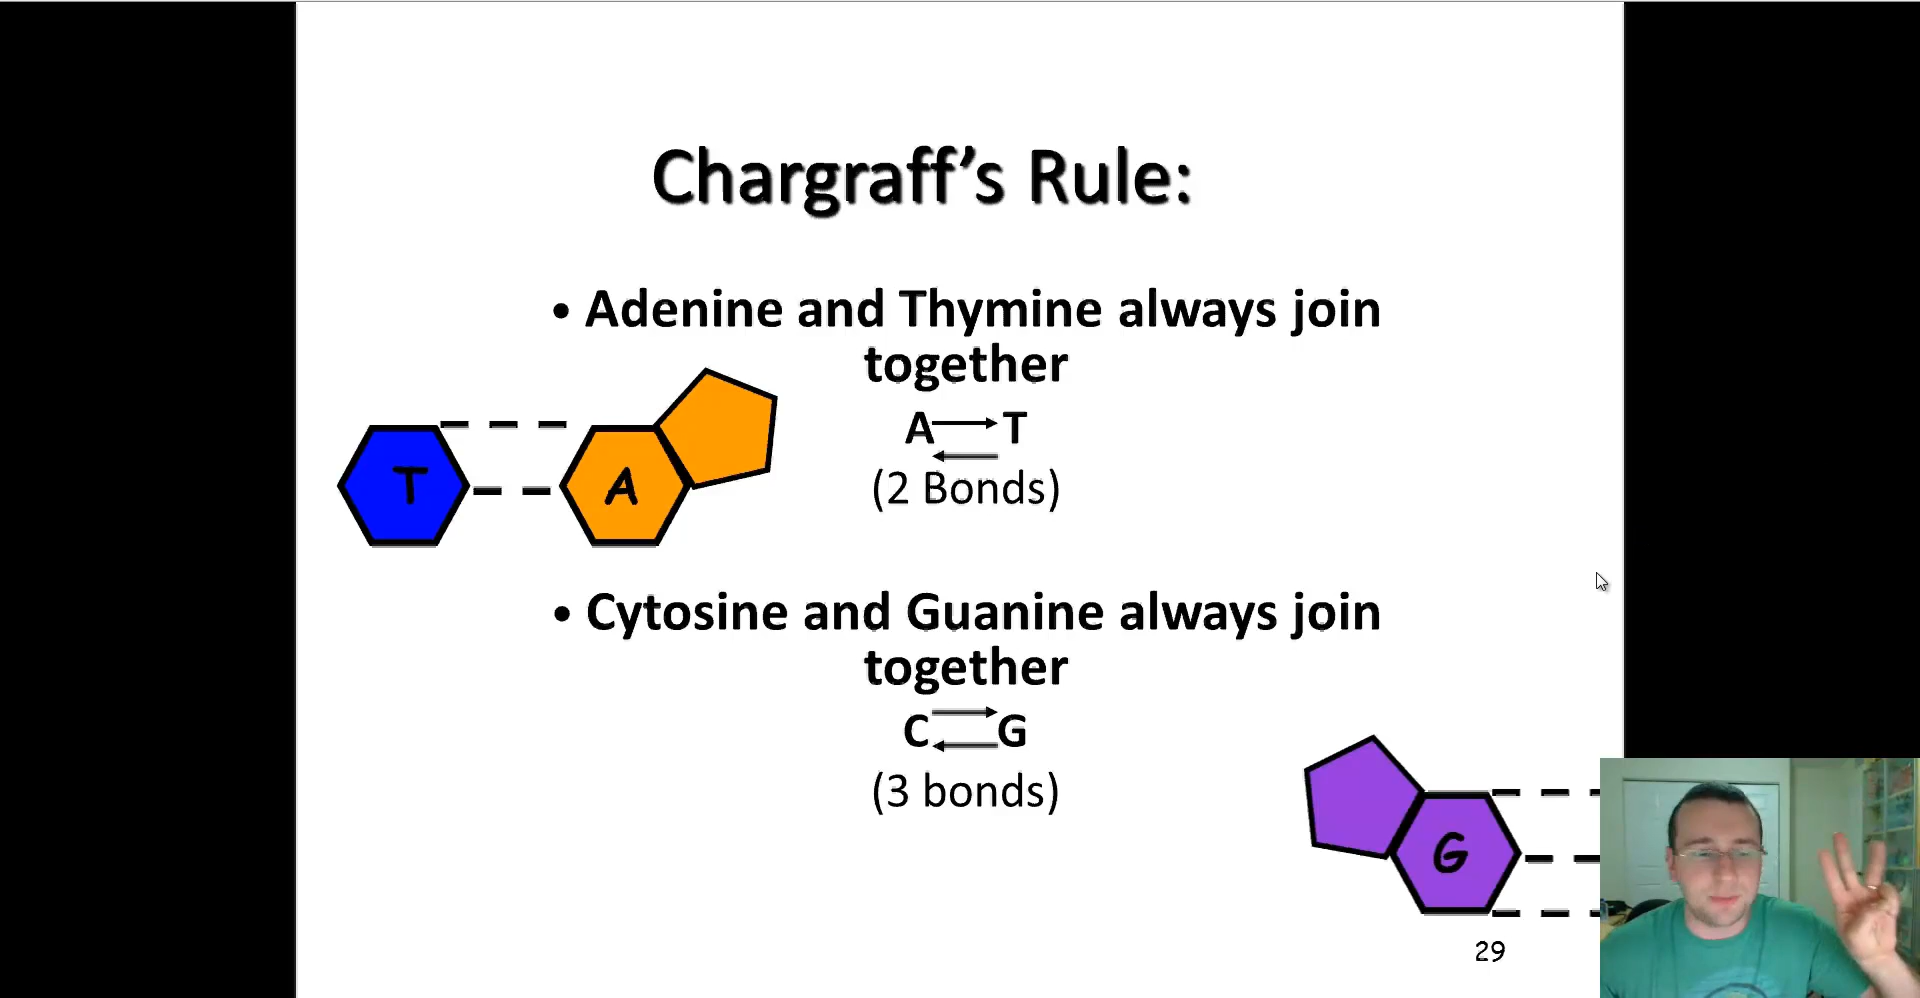 Chargraff’s Rule:
• Adenine and Thymine always join
together
A T
(2 Bonds)
T
A
• Cytosine and Guanine always join
together
C G
(3 bonds)
G
29